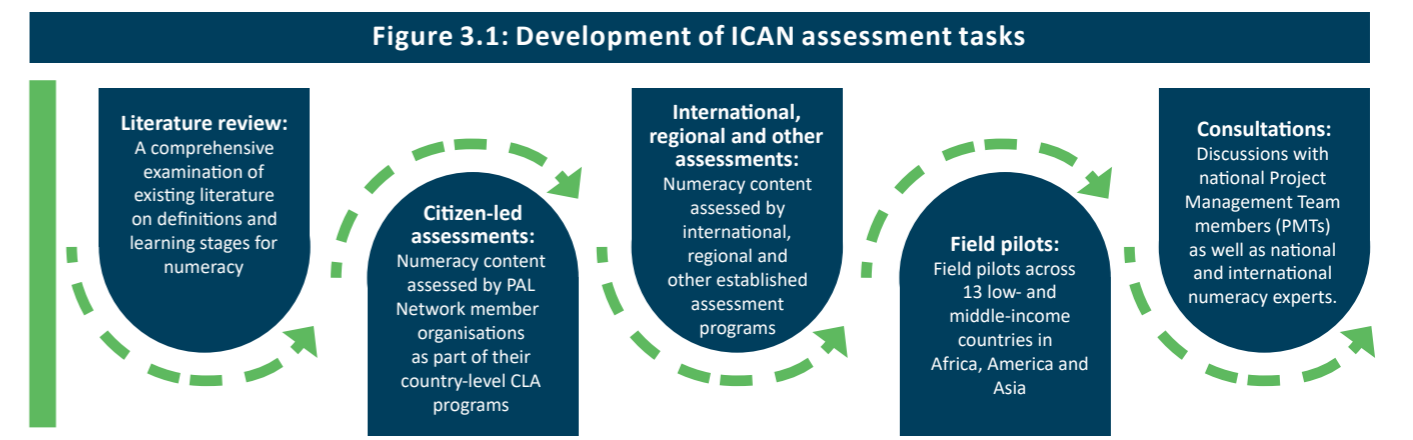 Figure 3.1: Development of ICAN assessment tasks
Literature review:
A comprehensive
examination of
existing literature
on definitions and
learning stages for
numeracy
Citizen-led
assessments:
Numeracy content
assessed by PAL
Network member
organisations
as part of their
country-level CLA
programs
International,
regional and other
assessments:
Numeracy content
assessed by
international,
regional and
other established
assessment
programs
Field pilots:
Field pilots across
13 low- and
middle-income
countries in
Africa, America and
Asia
Consultations:
Discussions with
national Project
Management Team
members (PMTs)
as well as national
and international
numeracy experts.